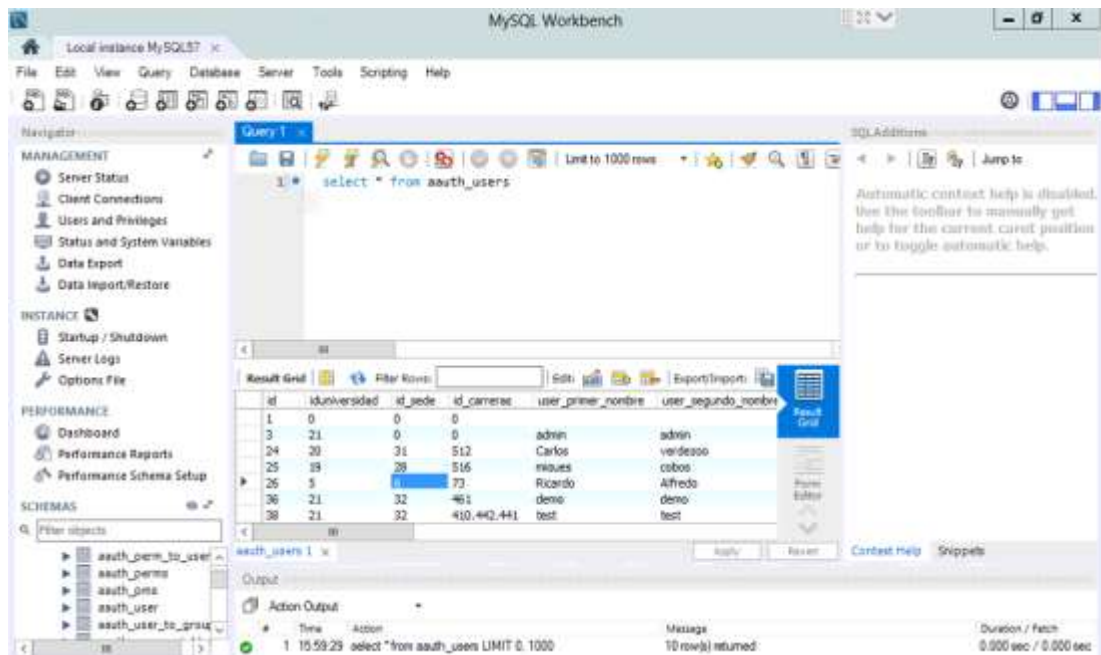 MySQL Workbench
Local instance MySQL57
File Edit View Query Database Server Tools Scripting Help
Navigator
MANAGEMENT
Server Status
Client Connections
Users and Privileges
Status and System Variables
Data Export
Data Import/Restore
INSTANCE
Startup / Shutdown
Server Logs
Options File
PERFORMANCE
Dashboard
Performance Reports
Performance Schema Setup
SCHEMAS
Filter objects
aauth_perm_to_user
aauth_perms
aauth_pms
aauth_user
aauth_user_to_group
Query 1
Limit to 1000 rows
1 select * from aauth_users
Result Grid Filter Rows: Edit: Export/Import:
id iduniversidad id_sede id_carreras user_primer_nombre user_segundo_nombre
1 0 0 0
3 21 0 0 admin admin
24 20 31 512 Carlos verdesoo
25 19 28 516 miques cobos
26 5 73 Ricardo Alfredo
36 21 32 461 demo demo
38 21 32 410.442.441 test test
Result Grid
Form Editor
aauth_users 1 Apply Revert
Output
Action Output
# Time Action Message Duration / Fetch
1 15:59:29 select * from aauth_users LIMIT 0, 1000 10 row(s) returned 0.000 sec / 0.000 sec
SQLAdditions
Jump to
Automatic context help is disabled.
Use the toolbar to manually get
help for the current caret position
or to toggle automatic help.
Context Help Snippets